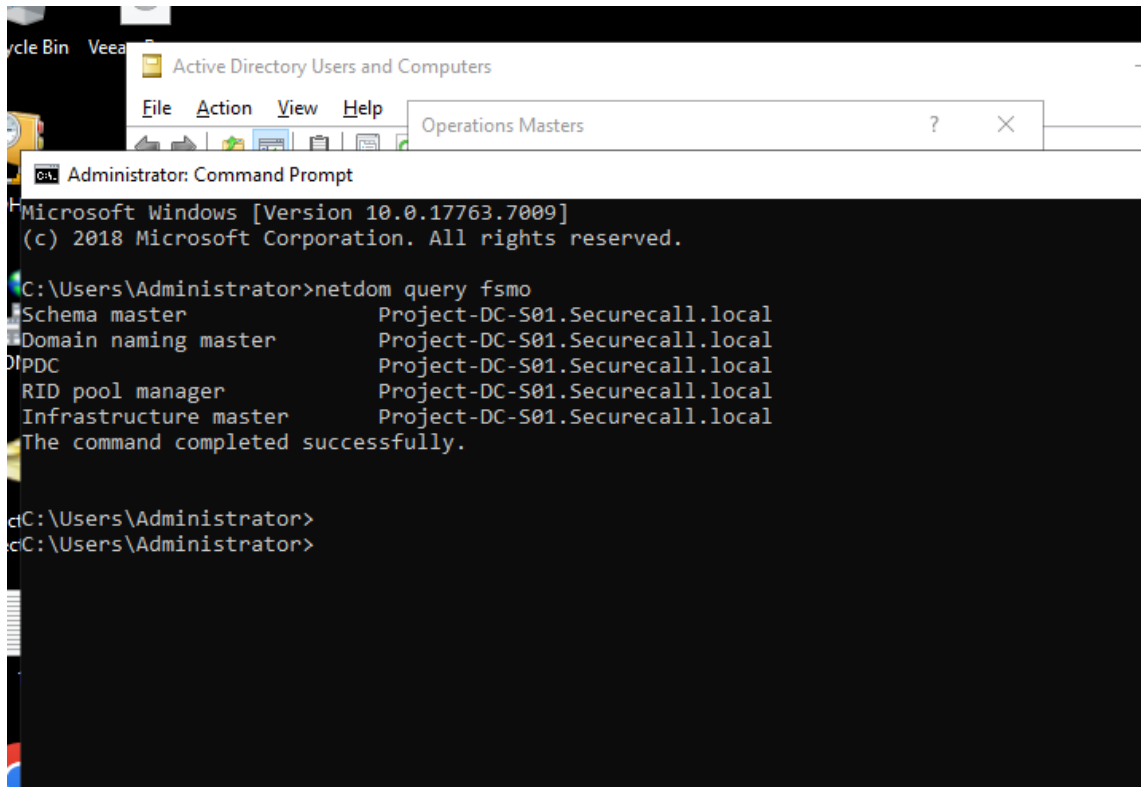 ycle Bin Veea
Active Directory Users and Computers
File Action View Help
Operations Masters
Administrator: Command Prompt
Microsoft Windows [Version 10.0.17763.7009]
(c) 2018 Microsoft Corporation. All rights reserved.
C:\Users\Administrator>netdom query fsmo
Schema master Project-DC-S01.Securecall.local
Domain naming master Project-DC-S01.Securecall.local
PDC Project-DC-S01.Securecall.local
RID pool manager Project-DC-S01.Securecall.local
Infrastructure master Project-DC-S01.Securecall.local
The command completed successfully.
C:\Users\Administrator>
C:\Users\Administrator>